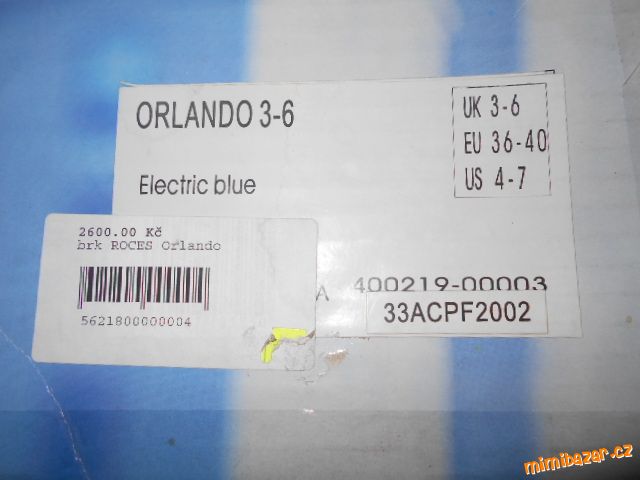 ORLANDO 3-6
UK 3-6
EU 36-40
US 4-7
Electric blue
2600.00 Kč
brk ROCES Orlando
5621800000004
A 400219-00003
33ACPF2002
mimibazar.cz